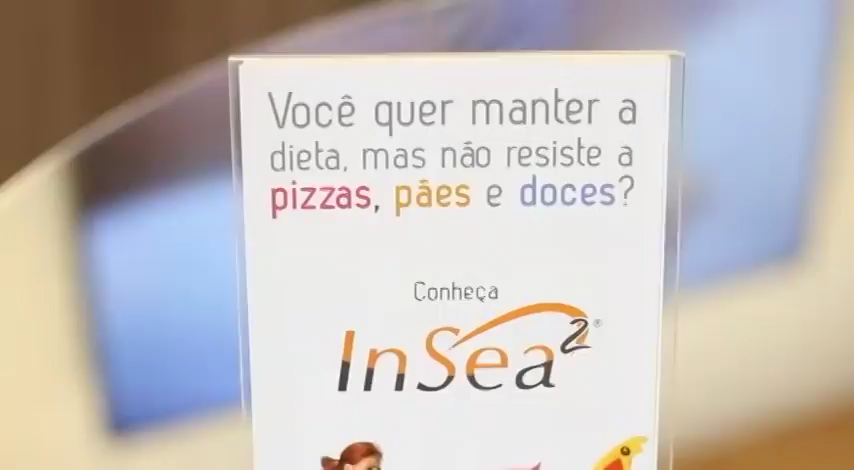 Você quer manter a
dieta, mas não resiste a
pizzas, pães e doces?
Conheça
InSea2®